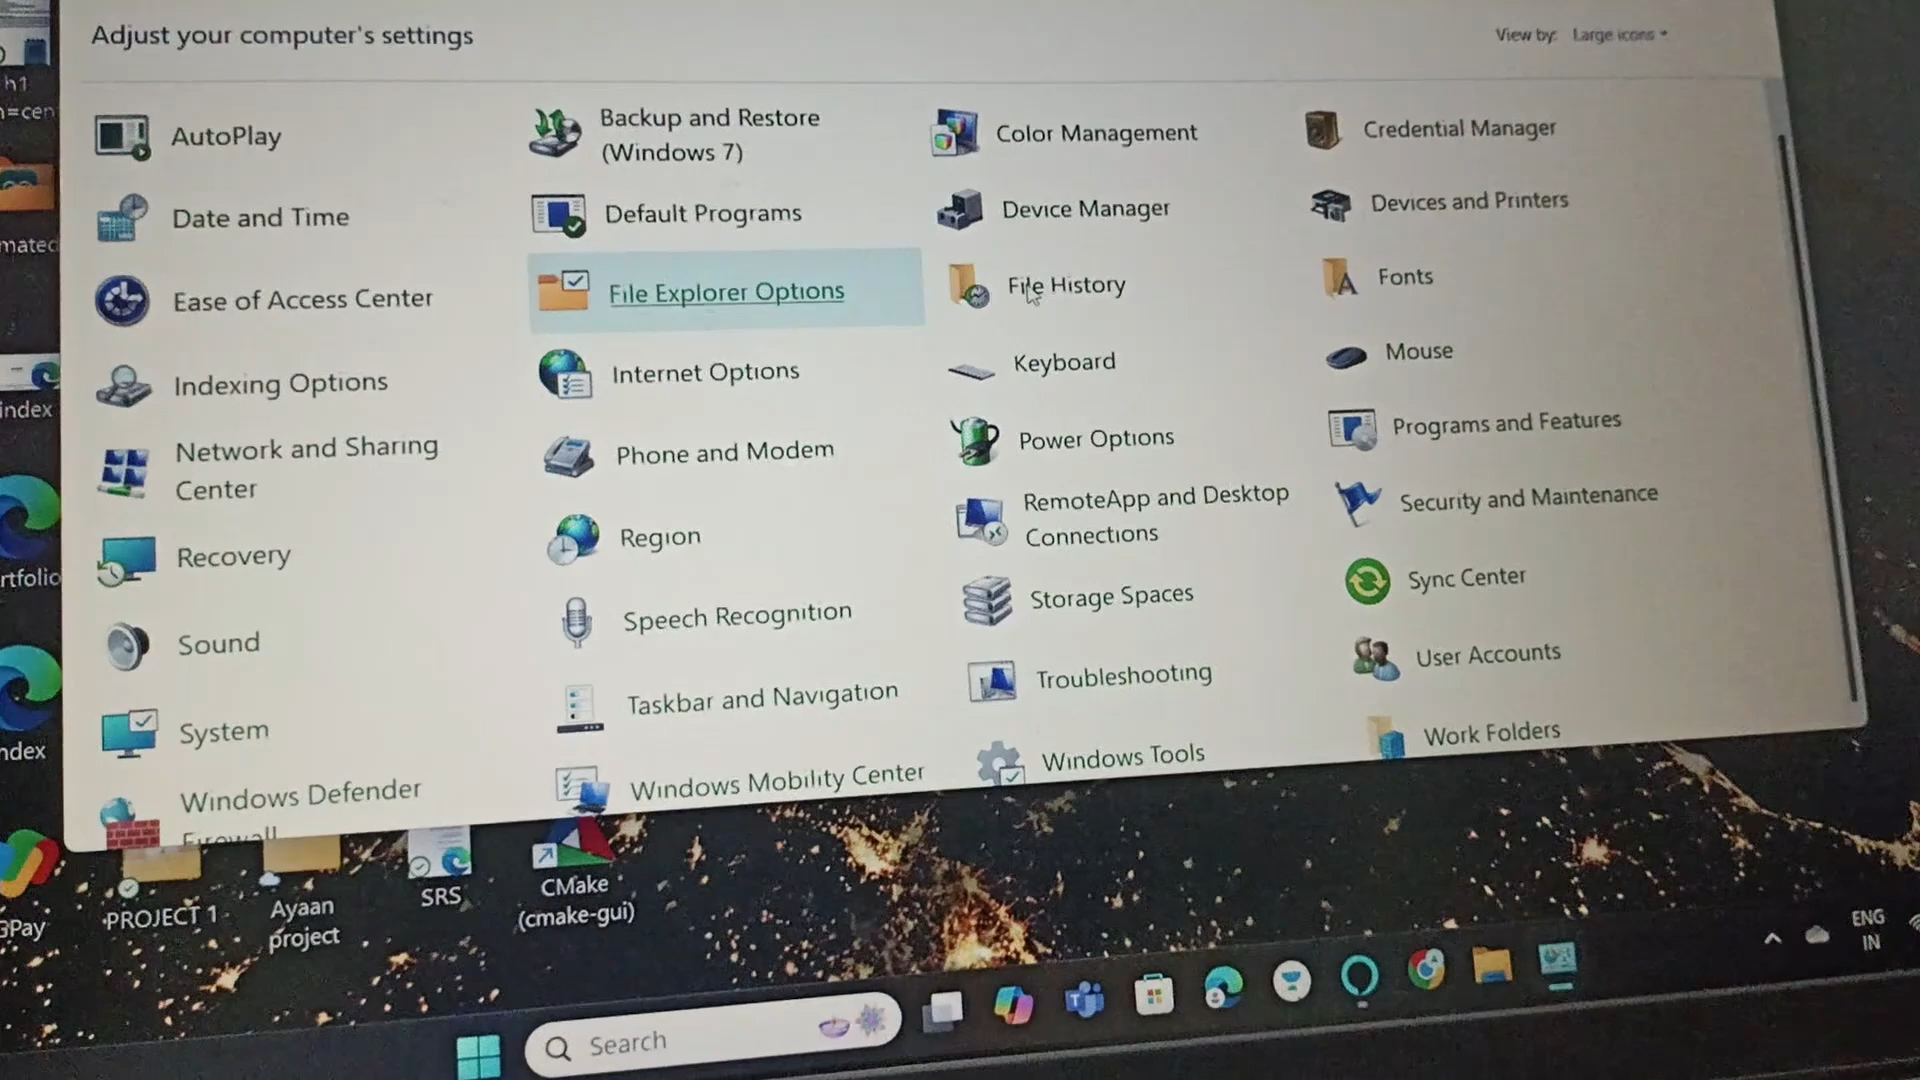 Adjust your computer's settings
View by: Large icons
AutoPlay
Backup and Restore
(Windows 7)
Color Management
Credential Manager
Date and Time
Default Programs
Device Manager
Devices and Printers
Ease of Access Center
File Explorer Options
File History
Fonts
Indexing Options
Internet Options
Keyboard
Mouse
Network and Sharing
Center
Phone and Modem
Power Options
Programs and Features
Recovery
Region
RemoteApp and Desktop
Connections
Security and Maintenance
Sound
Speech Recognition
Storage Spaces
Sync Center
System
Taskbar and Navigation
Troubleshooting
User Accounts
Windows Defender
Firewall
Windows Mobility Center
Windows Tools
Work Folders
h1
=cen
mated
index
rtfolio
ndex
GPay
PROJECT 1
Ayaan
project
SRS
CMake
(cmake-gui)
Search
ENG
IN